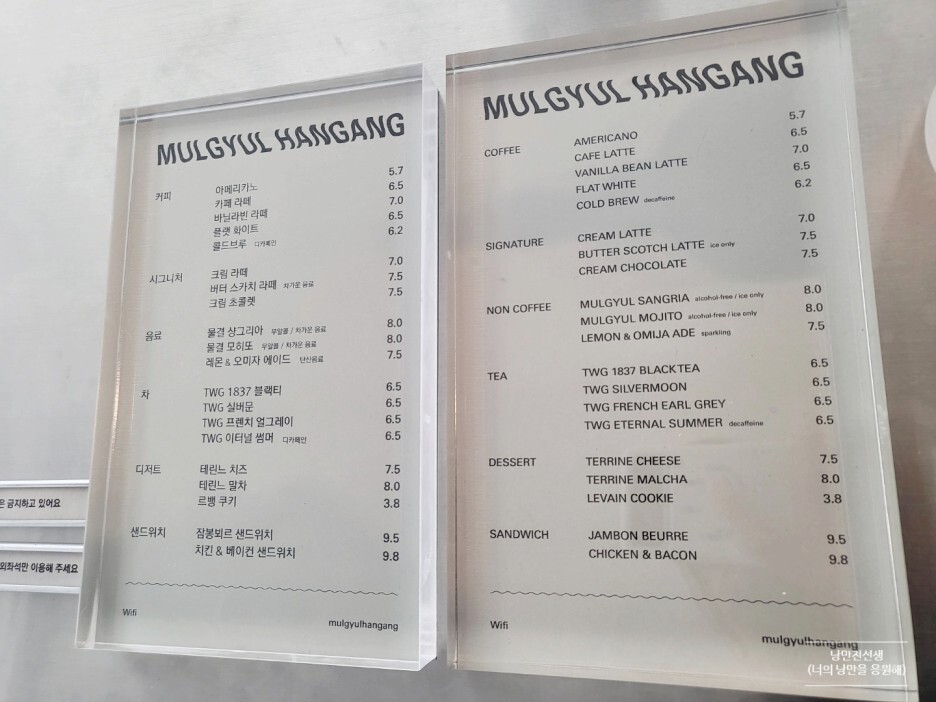 MULGYUL HANGANG
커피
아메리카노 5.7
카페 라떼 6.5
바닐라빈 라떼 7.0
플랫 화이트 6.5
콜드브루 디카페인 6.2
시그니처
크림 라떼 7.0
버터 스카치 라떼 차가운 음료 7.5
크림 초콜렛 7.5
음료
물결 샹그리아 무알콜 / 차가운 음료 8.0
물결 모히또 무알콜 / 차가운 음료 8.0
레몬 & 오미자 에이드 탄산음료 7.5
차
TWG 1837 블랙티 6.5
TWG 실버문 6.5
TWG 프렌치 얼그레이 6.5
TWG 이터널 썸머 디카페인 6.5
디저트
테린느 치즈 7.5
테린느 말차 8.0
르뱅 쿠키 3.8
샌드위치
잠봉뵈르 샌드위치 9.5
치킨 & 베이컨 샌드위치 9.8
Wifi
mulgyulhangang
MULGYUL HANGANG
COFFEE
AMERICANO 5.7
CAFE LATTE 6.5
VANILLA BEAN LATTE 7.0
FLAT WHITE 6.5
COLD BREW decaffeine 6.2
SIGNATURE
CREAM LATTE 7.0
BUTTER SCOTCH LATTE ice only 7.5
CREAM CHOCOLATE 7.5
NON COFFEE
MULGYUL SANGRIA alcohol-free / ice only 8.0
MULGYUL MOJITO alcohol-free / ice only 8.0
LEMON & OMIJA ADE sparkling 7.5
TEA
TWG 1837 BLACK TEA 6.5
TWG SILVERMOON 6.5
TWG FRENCH EARL GREY 6.5
TWG ETERNAL SUMMER decaffeine 6.5
DESSERT
TERRINE CHEESE 7.5
TERRINE MALCHA 8.0
LEVAIN COOKIE 3.8
SANDWICH
JAMBON BEURRE 9.5
CHICKEN & BACON 9.8
Wifi
mulgyulhangang
은 금지하고 있어요
외좌석만 이용해 주세요
낭만진선생
(너의 낭만을 응원해)